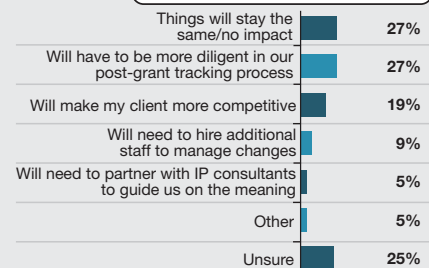 Things will stay the
same/no impact
27%
Will have to be more diligent in our
post-grant tracking process
27%
Will make my client more competitive
19%
Will need to hire additional
staff to manage changes
9%
Will need to partner with IP consultants
to guide us on the meaning
5%
Other
5%
Unsure
25%